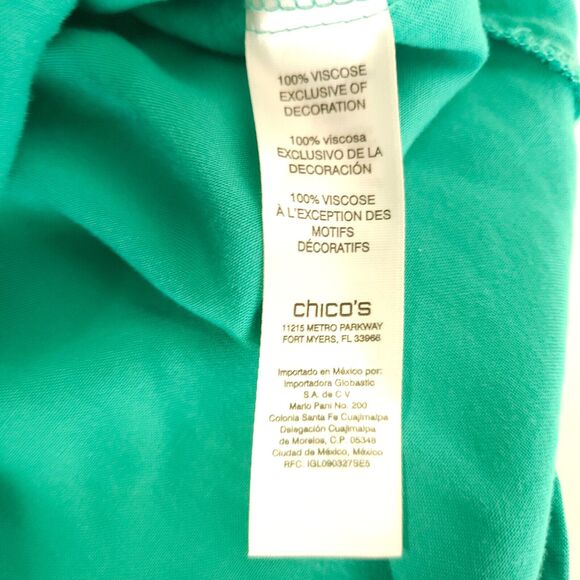 100% VISCOSE
EXCLUSIVE OF
DECORATION
100% viscosa
EXCLUSIVO DE LA
DECORACIÓN
100% VISCOSE
À L'EXCEPTION DES
MOTIFS
DÉCORATIFS
chico's
11215 METRO PARKWAY
FORT MYERS, FL 33966
Importado en México por:
Importadora Globastic
S.A. de C.V.
Mario Pani No. 200
Colonia Santa Fe Cuajimalpa
Delegación Cuajimalpa
de Morelos, C.P. 05348
Ciudad de México, México
RFC. IGL090327SE5